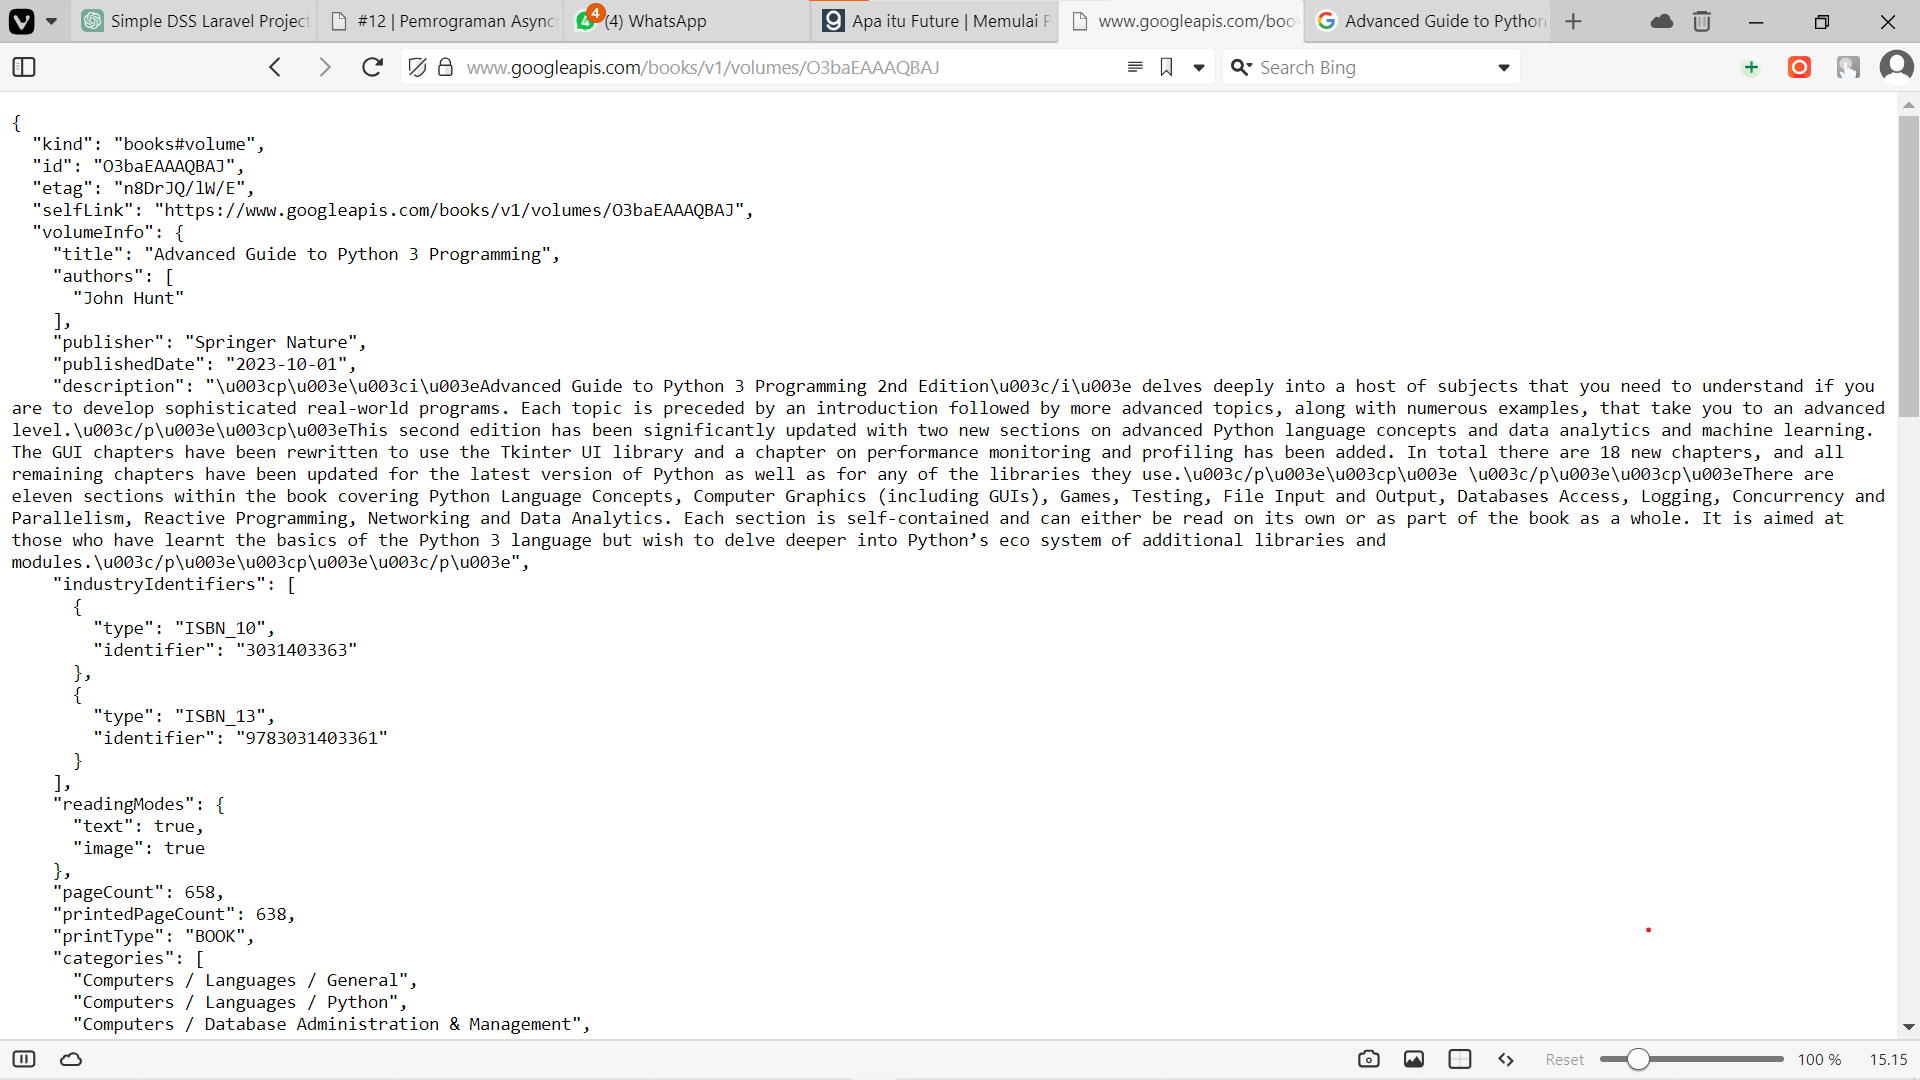 Simple DSS Laravel Project
#12 | Pemrograman Async
4
(4) WhatsApp
Apa itu Future | Memulai P
www.googleapis.com/boo
Advanced Guide to Python
www.googleapis.com/books/v1/volumes/O3baEAAAQBAJ
Search Bing
{
"kind": "books#volume",
"id": "O3baEAAAQBAJ",
"etag": "n8DrJQ/lW/E",
"selfLink": "https://www.googleapis.com/books/v1/volumes/O3baEAAAQBAJ",
"volumeInfo": {
"title": "Advanced Guide to Python 3 Programming",
"authors": [
"John Hunt"
],
"publisher": "Springer Nature",
"publishedDate": "2023-10-01",
"description": "\u003cp\u003e\u003ci\u003eAdvanced Guide to Python 3 Programming 2nd Edition\u003c/i\u003e delves deeply into a host of subjects that you need to understand if you
are to develop sophisticated real-world programs. Each topic is preceded by an introduction followed by more advanced topics, along with numerous examples, that take you to an advanced
level.\u003c/p\u003e\u003cp\u003eThis second edition has been significantly updated with two new sections on advanced Python language concepts and data analytics and machine learning.
The GUI chapters have been rewritten to use the Tkinter UI library and a chapter on performance monitoring and profiling has been added. In total there are 18 new chapters, and all
remaining chapters have been updated for the latest version of Python as well as for any of the libraries they use.\u003c/p\u003e\u003cp\u003e \u003c/p\u003e\u003cp\u003eThere are
eleven sections within the book covering Python Language Concepts, Computer Graphics (including GUIs), Games, Testing, File Input and Output, Databases Access, Logging, Concurrency and
Parallelism, Reactive Programming, Networking and Data Analytics. Each section is self-contained and can either be read on its own or as part of the book as a whole. It is aimed at
those who have learnt the basics of the Python 3 language but wish to delve deeper into Python’s eco system of additional libraries and
modules.\u003c/p\u003e\u003cp\u003e\u003c/p\u003e",
"industryIdentifiers": [
{
"type": "ISBN_10",
"identifier": "3031403363"
},
{
"type": "ISBN_13",
"identifier": "9783031403361"
}
],
"readingModes": {
"text": true,
"image": true
},
"pageCount": 658,
"printedPageCount": 638,
"printType": "BOOK",
"categories": [
"Computers / Languages / General",
"Computers / Languages / Python",
"Computers / Database Administration & Management",
Reset
100 %
15.15